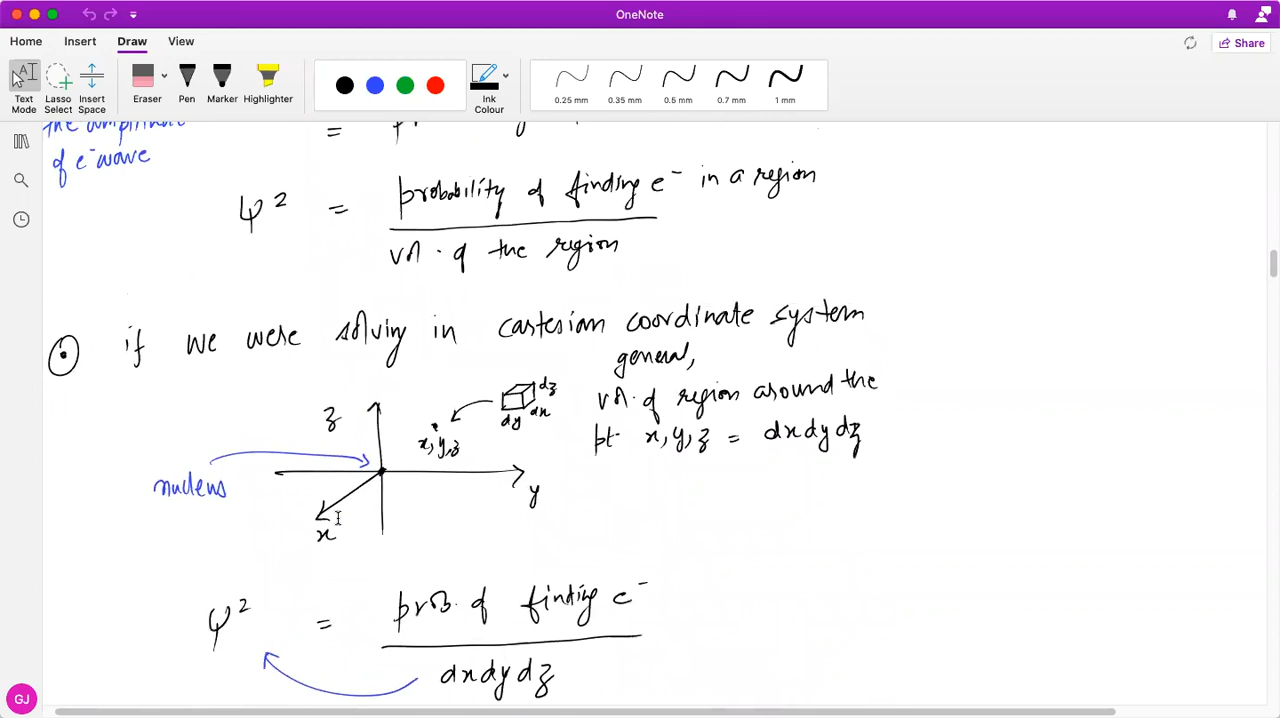 OneNote
Home Insert Draw View
Share
Text Mode
Lasso Select
Insert Space
Eraser
Pen
Marker
Highlighter
Ink Colour
0.25 mm
0.35 mm
0.5 mm
0.7 mm
1 mm
the amplitude
of e⁻ wave
=
ψ² = probability of finding e⁻ in a region
vol. of the region
if we were solving in cartesian coordinate system
general,
vol. of region around the
pt. x, y, z = dxdydz
z
x, y, z
dz
dx
dy
nucleus
y
x
ψ² = prob. of finding e⁻
dxdydz
GJ